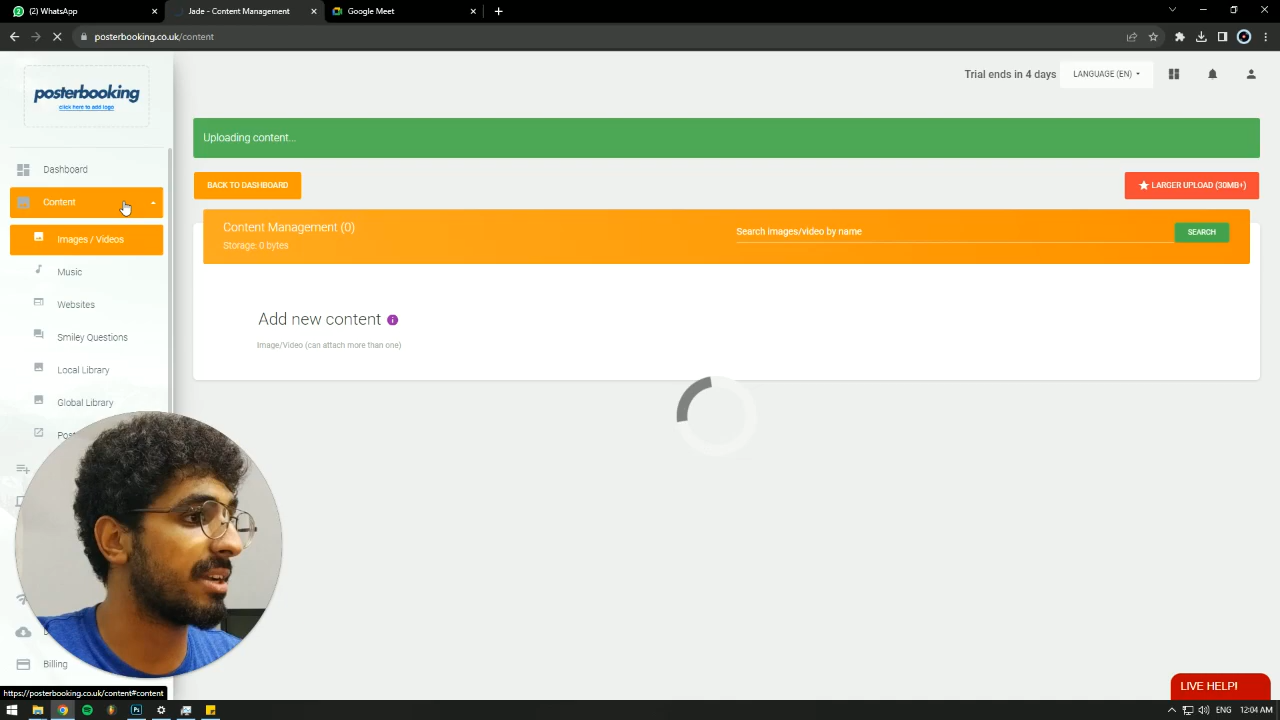 (2) WhatsApp
Jade - Content Management
Google Meet
posterbooking.co.uk/content
posterbooking
click here to add logo
Trial ends in 4 days
LANGUAGE (EN)
Uploading content...
BACK TO DASHBOARD
LARGER UPLOAD (30MB+)
Content Management (0)
Storage: 0 bytes
Search images/video by name
SEARCH
Add new content
Image/Video (can attach more than one)
Dashboard
Content
Images / Videos
Music
Websites
Smiley Questions
Local Library
Global Library
Billing
https://posterbooking.co.uk/content#content
LIVE HELP!
ENG
12:04 AM